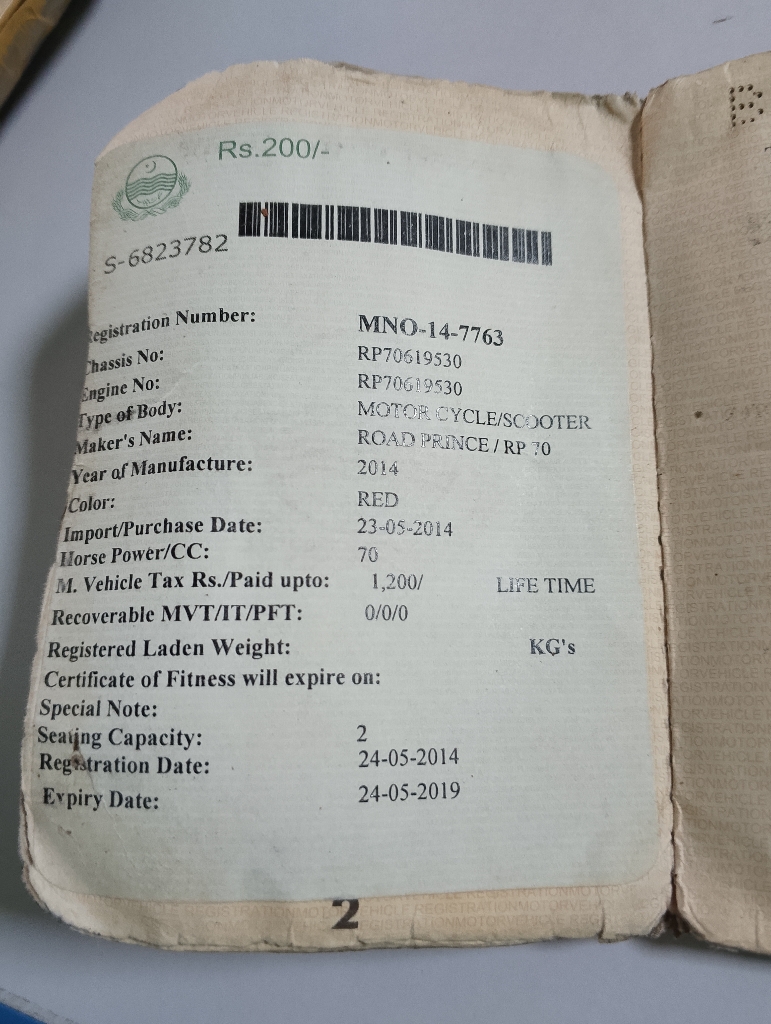 Rs.200/-
S-6823782
Registration Number: MNO-14-7763
Chassis No: RP70619530
Engine No: RP70619530
Type of Body: MOTOR CYCLE/SCOOTER
Maker's Name: ROAD PRINCE / RP 70
Year of Manufacture: 2014
Color: RED
Import/Purchase Date: 23-05-2014
Horse Power/CC: 70
M. Vehicle Tax Rs./Paid upto: 1,200/ LIFE TIME
Recoverable MVT/IT/PFT: 0/0/0
Registered Laden Weight: KG's
Certificate of Fitness will expire on:
Special Note:
Seating Capacity: 2
Registration Date: 24-05-2014
Expiry Date: 24-05-2019
2
B